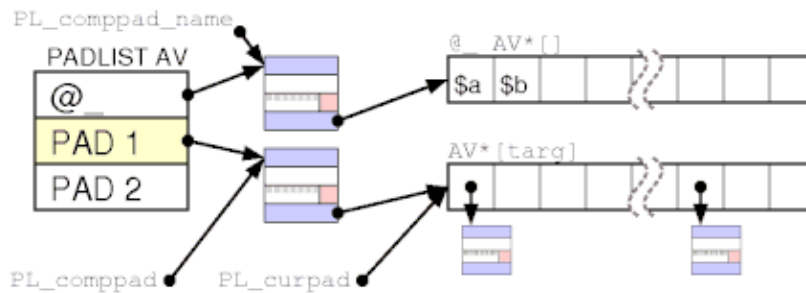 PL_comppad_name
PADLIST AV
@_ AV*[]
@_
$a $b
PAD 1
AV*[targ]
PAD 2
PL_comppad
PL_curpad